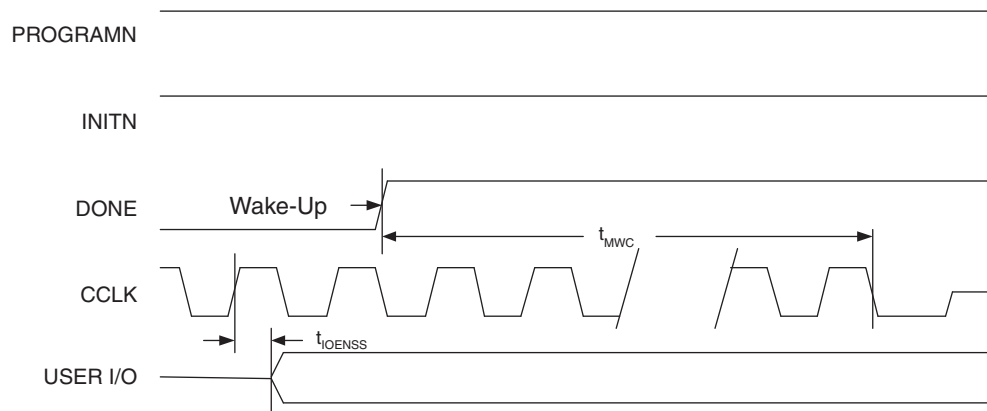 PROGRAMN
INITN
DONE
Wake-Up
tMWC
CCLK
tIOENSS
USER I/O